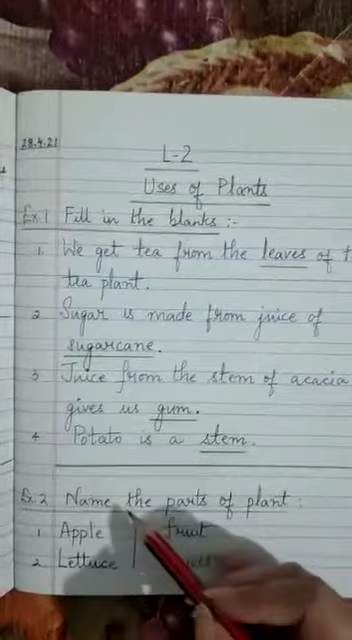 28.4.21
L-2
Uses of Plants
Ex.1 Fill in the blanks :-
1. We get tea from the leaves of
tea plant.
2 Sugar is made from juice of
sugarcane.
3 Juice from the stem of acacia
gives us gum.
4 Potato is a stem.
Ex.2 Name the parts of plant :
1 Apple fruit
2 Lettuce